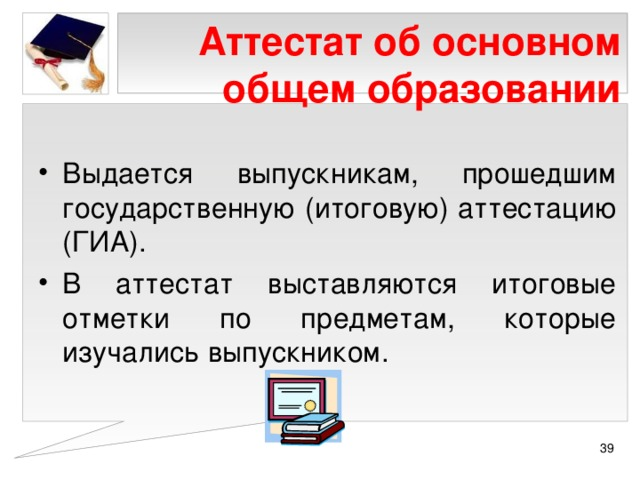 Аттестат об основном
общем образовании
• Выдается выпускникам, прошедшим
государственную (итоговую) аттестацию
(ГИА).
• В аттестат выставляются итоговые
отметки по предметам, которые
изучались выпускником.
39